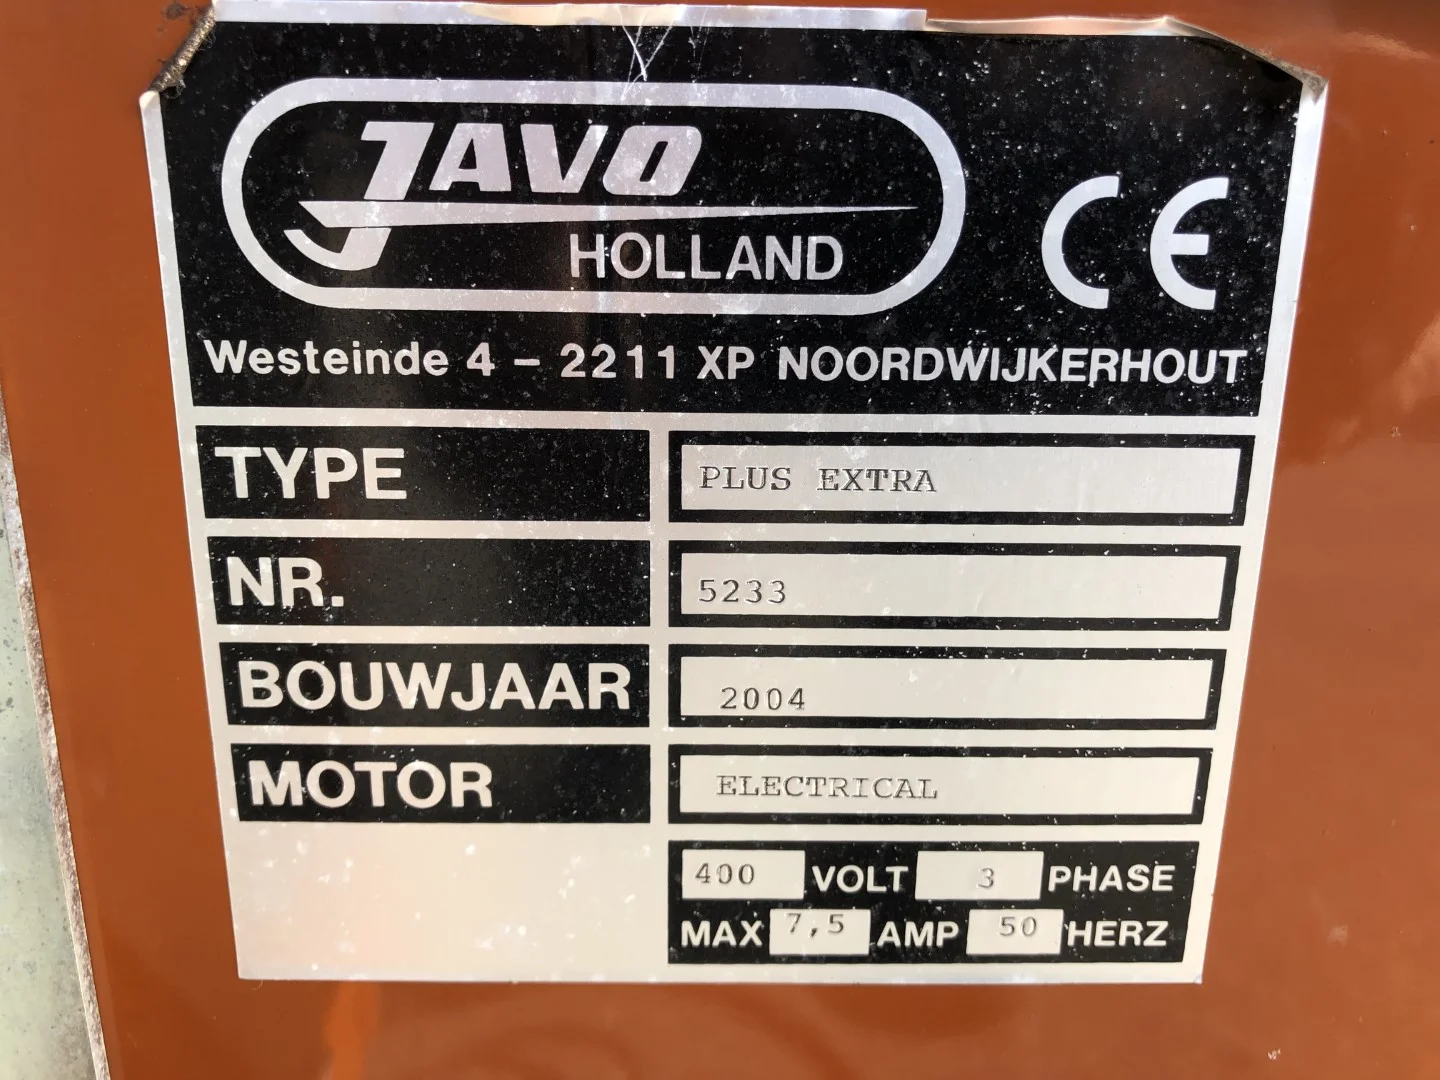 JAVO
HOLLAND
CE
Westeinde 4 - 2211 XP NOORDWIJKERHOUT
TYPE PLUS EXTRA
NR. 5233
BOUWJAAR 2004
MOTOR ELECTRICAL
400 VOLT 3 PHASE
MAX 7,5 AMP 50 HERZ